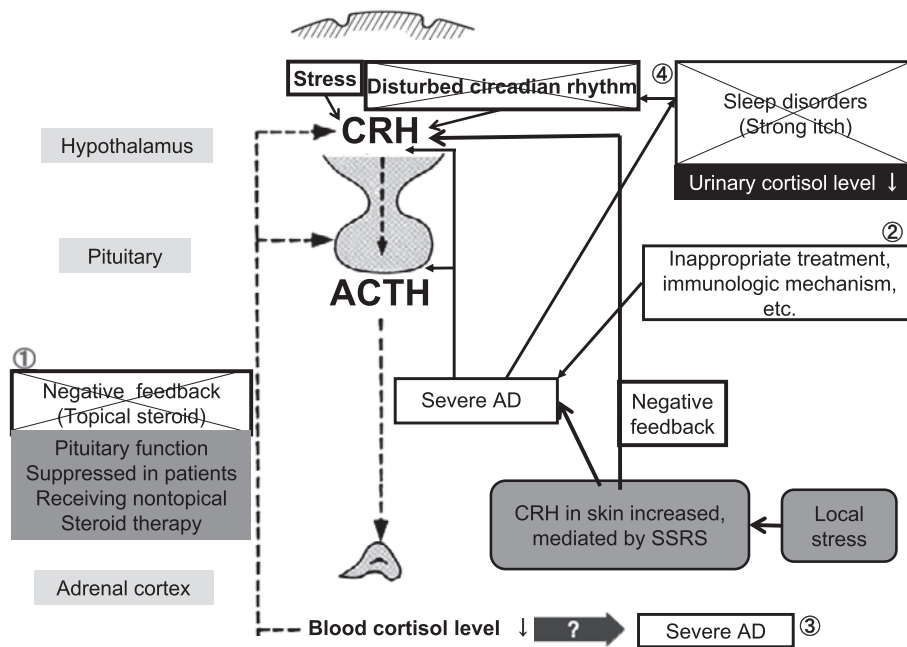 Stress
Disturbed circadian rhythm
④
Sleep disorders
(Strong itch)
Urinary cortisol level ↓
CRH
Hypothalamus
②
Inappropriate treatment,
immunologic mechanism,
etc.
Pituitary
ACTH
①
Negative feedback
(Topical steroid)
Pituitary function
Suppressed in patients
Receiving nontopical
Steroid therapy
Severe AD
Negative
feedback
CRH in skin increased,
mediated by SSRS
Local
stress
Adrenal cortex
Blood cortisol level ↓
?
Severe AD
③